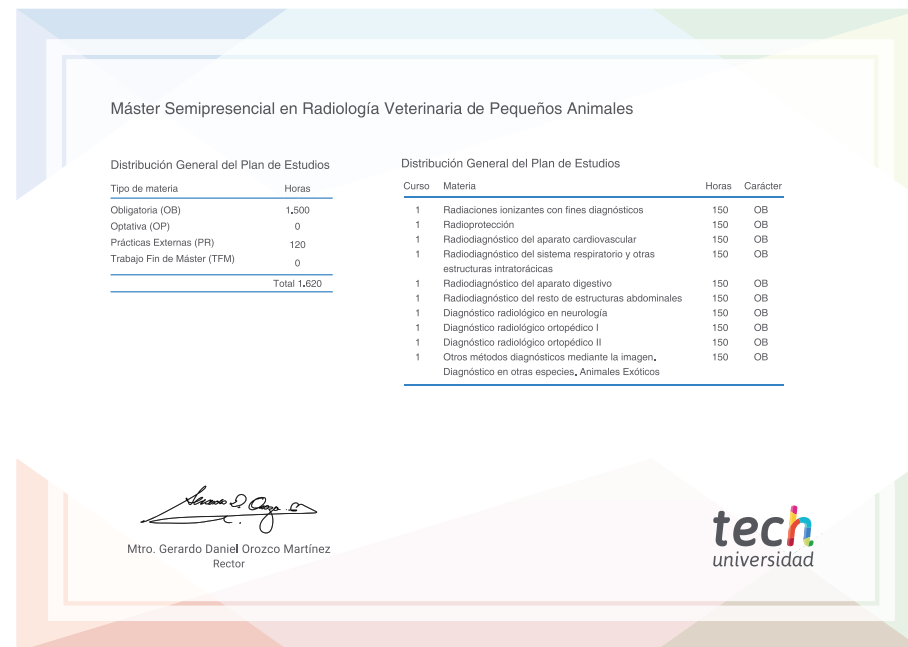 Máster Semipresencial en Radiología Veterinaria de Pequeños Animales
Distribución General del Plan de Estudios
Tipo de materia Horas
Obligatoria (OB) 1.500
Optativa (OP) 0
Prácticas Externas (PR) 120
Trabajo Fin de Máster (TFM) 0
Total 1.620
Distribución General del Plan de Estudios
Curso Materia Horas Carácter
1 Radiaciones ionizantes con fines diagnósticos 150 OB
1 Radioprotección 150 OB
1 Radiodiagnóstico del aparato cardiovascular 150 OB
1 Radiodiagnóstico del sistema respiratorio y otras 150 OB
estructuras intratorácicas
1 Radiodiagnóstico del aparato digestivo 150 OB
1 Radiodiagnóstico del resto de estructuras abdominales 150 OB
1 Diagnóstico radiológico en neurología 150 OB
1 Diagnóstico radiológico ortopédico I 150 OB
1 Diagnóstico radiológico ortopédico II 150 OB
1 Otros métodos diagnósticos mediante la imagen. 150 OB
Diagnóstico en otras especies. Animales Exóticos
Mtro. Gerardo Daniel Orozco Martínez
Rector
tech
universidad